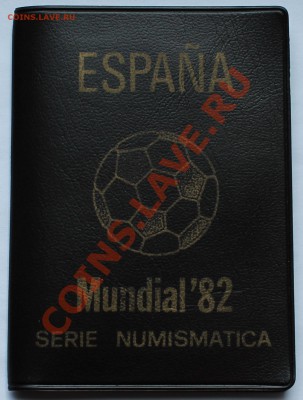 COINS.LAVE.RU
ESPAÑA
Mundial '82
SERIE NUMISMATICA
COINS.LAVE.RU